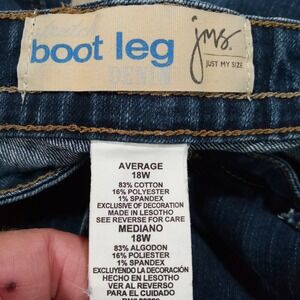 stretch
boot leg
DENIM
jms.
JUST MY SIZE
AVERAGE
18W
83% COTTON
16% POLYESTER
1% SPANDEX
EXCLUSIVE OF DECORATION
MADE IN LESOTHO
SEE REVERSE FOR CARE
MEDIANO
18W
83% ALGODON
16% POLIESTER
1% SPANDEX
EXCLUYENDO LA DECORACIÓN
HECHO EN LESOTHO
VER AL REVERSO
PARA EL CUIDADO